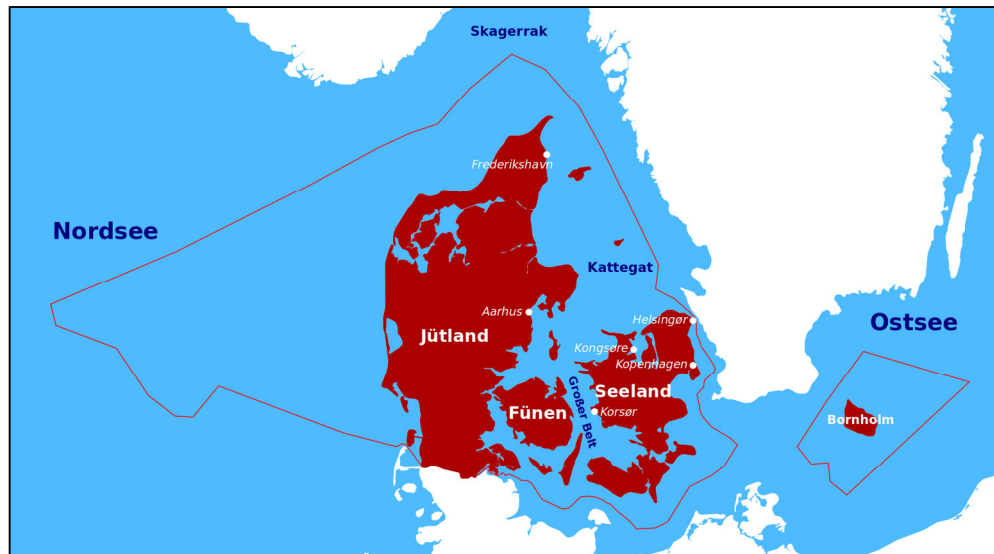 Skagerrak
Frederikshavn
Nordsee
Kattegat
Aarhus
Helsingør
Ostsee
Jütland
Kongsøre
Kopenhagen
Seeland
Großer Belt
Fünen
Korsør
Bornholm